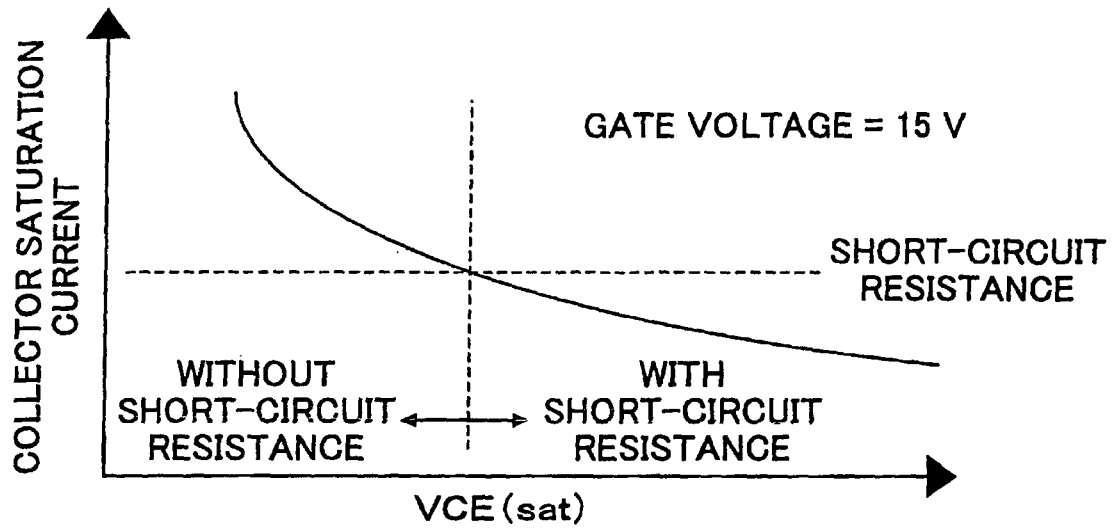 COLLECTOR SATURATION
CURRENT
GATE VOLTAGE = 15 V
SHORT-CIRCUIT
RESISTANCE
WITHOUT
SHORT-CIRCUIT
RESISTANCE
WITH
SHORT-CIRCUIT
RESISTANCE
VCE (sat)